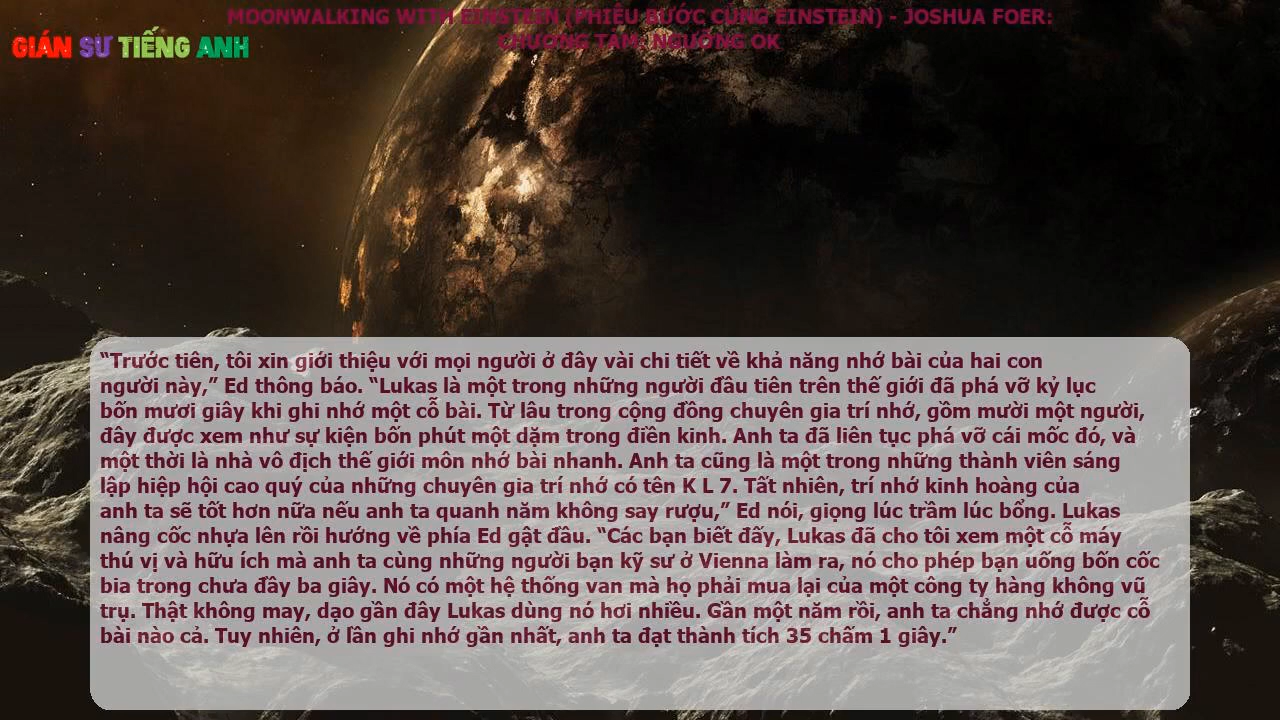 MOONWALKING WITH EINSTEIN (PHIÊU BƯỚC CÙNG EINSTEIN) - JOSHUA FOER:
CHƯƠNG TÁM: NGƯỠNG OK
GIÁN SƯ TIẾNG ANH
“Trước tiên, tôi xin giới thiệu với mọi người ở đây vài chi tiết về khả năng nhớ bài của hai con
người này,” Ed thông báo. “Lukas là một trong những người đầu tiên trên thế giới đã phá vỡ kỷ lục
bốn mươi giây khi ghi nhớ một cỗ bài. Từ lâu trong cộng đồng chuyên gia trí nhớ, gồm mười một người,
đây được xem như sự kiện bốn phút một dặm trong điền kinh. Anh ta đã liên tục phá vỡ cái mốc đó, và
một thời là nhà vô địch thế giới môn nhớ bài nhanh. Anh ta cũng là một trong những thành viên sáng
lập hiệp hội cao quý của những chuyên gia trí nhớ có tên K L 7. Tất nhiên, trí nhớ kinh hoàng của
anh ta sẽ tốt hơn nữa nếu anh ta quanh năm không say rượu,” Ed nói, giọng lúc trầm lúc bổng. Lukas
nâng cốc nhựa lên rồi hướng về phía Ed gật đầu. “Các bạn biết đấy, Lukas đã cho tôi xem một cỗ máy
thú vị và hữu ích mà anh ta cùng những người bạn kỹ sư ở Vienna làm ra, nó cho phép bạn uống bốn cốc
bia trong chưa đầy ba giây. Nó có một hệ thống van mà họ phải mua lại của một công ty hàng không vũ
trụ. Thật không may, dạo gần đây Lukas dùng nó hơi nhiều. Gần một năm rồi, anh ta chẳng nhớ được cỗ
bài nào cả. Tuy nhiên, ở lần ghi nhớ gần nhất, anh ta đạt thành tích 35 chấm 1 giây.”